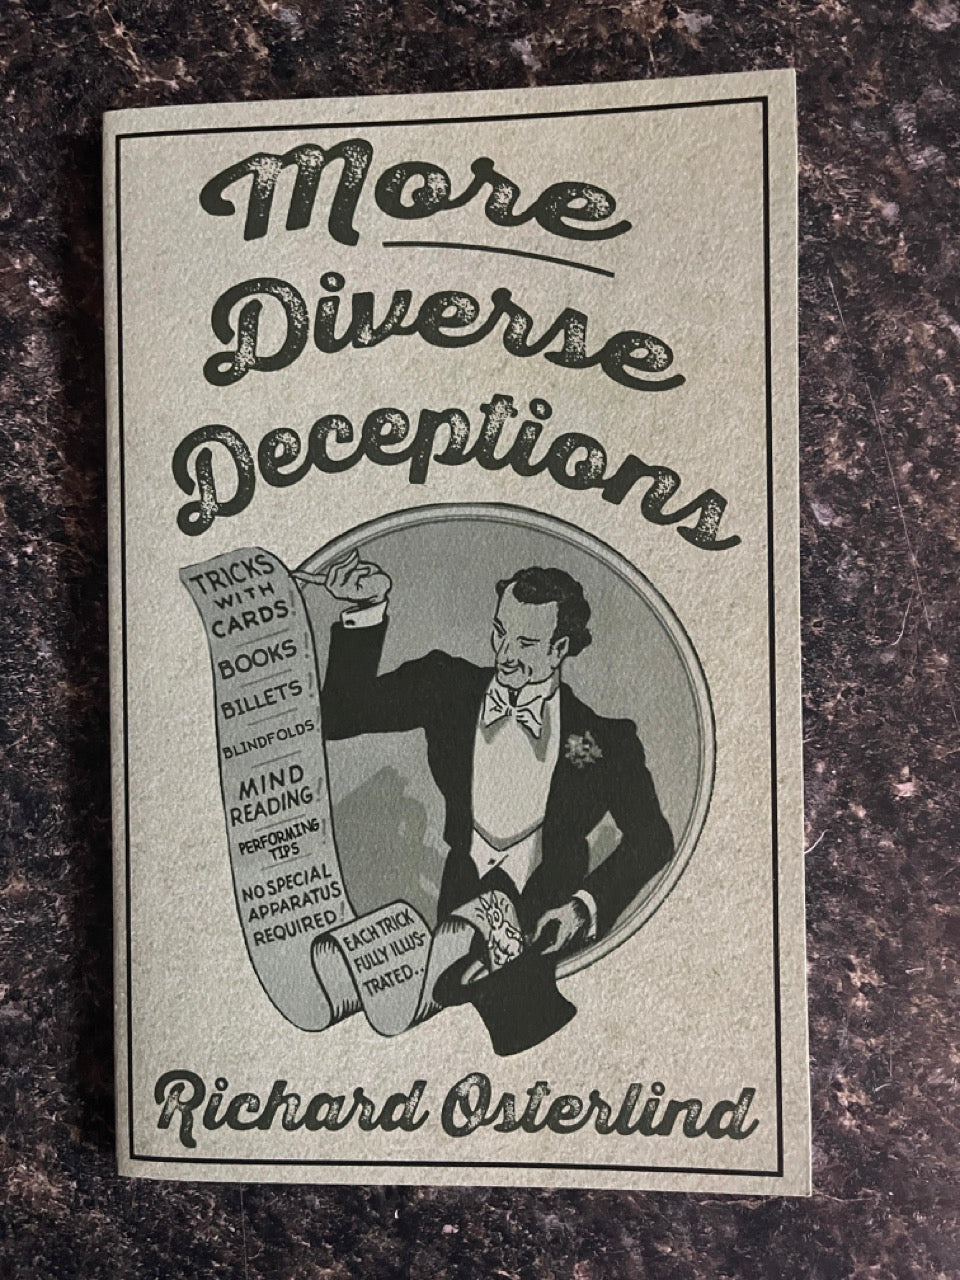 More
Diverse
Deceptions
TRICKS
WITH
CARDS!
BOOKS!
BILLETS!
BLINDFOLDS!
MIND
READING!
PERFORMING
TIPS!
NO SPECIAL
APPARATUS
REQUIRED!
EACH TRICK
FULLY ILLUS-
TRATED..
Richard Osterlind